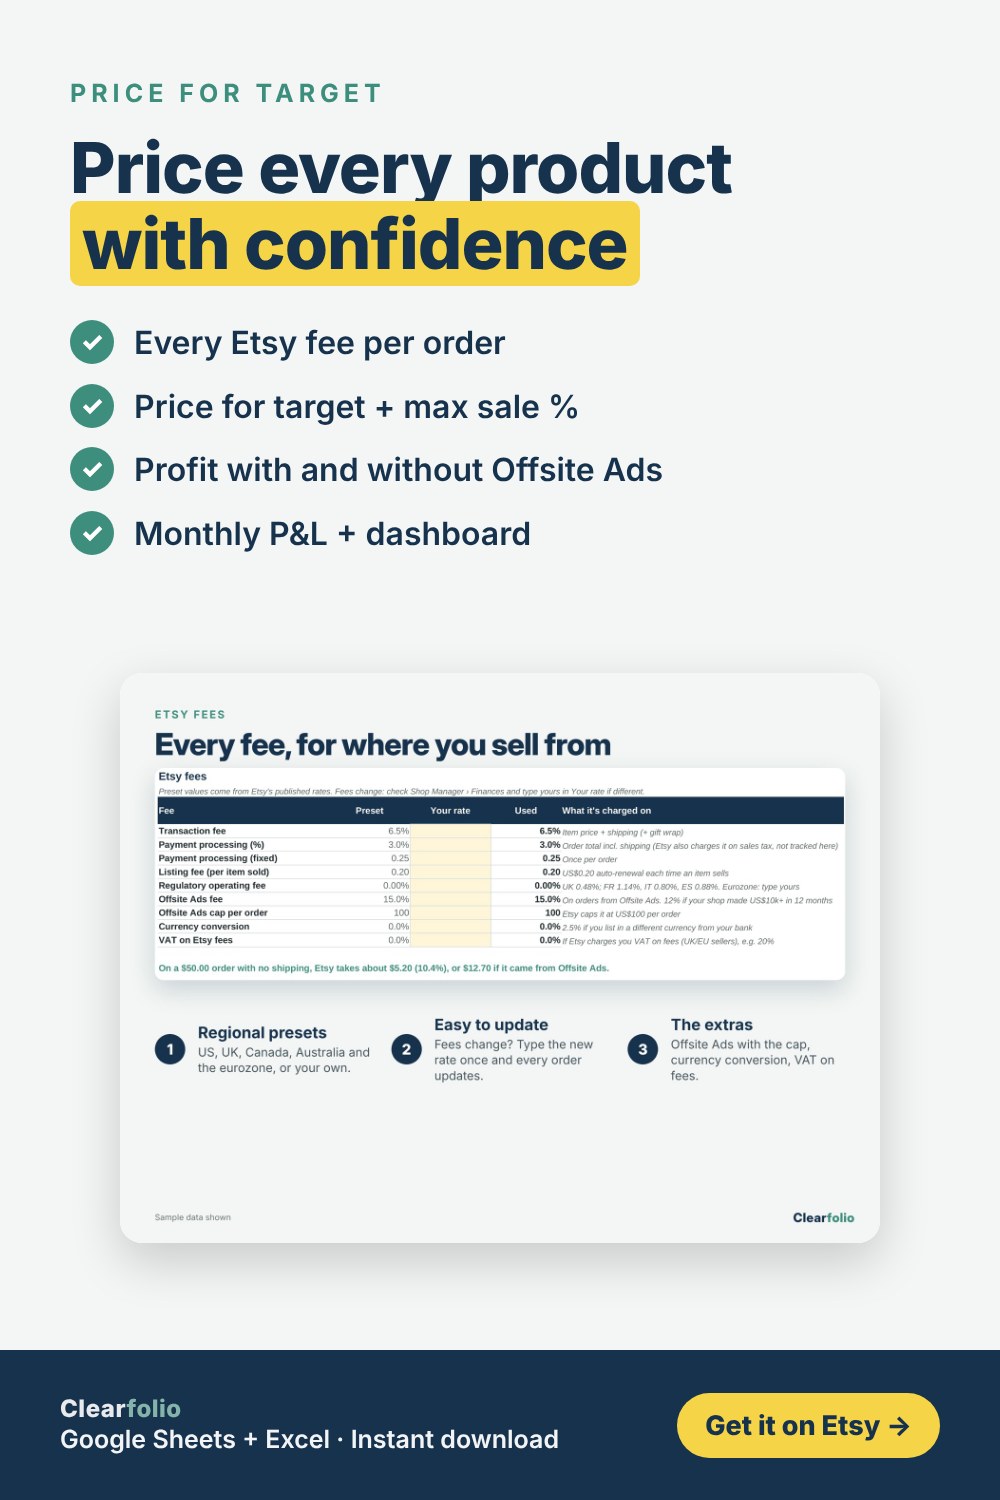 PRICE FOR TARGET
Price every product
with confidence
Every Etsy fee per order
Price for target + max sale %
Profit with and without Offsite Ads
Monthly P&L + dashboard
ETSY FEES
Every fee, for where you sell from
Etsy fees
Preset values come from Etsy's published rates. Fees change: check Shop Manager › Finances and type yours in Your rate if different.
Fee Preset Your rate Used What it's charged on
Transaction fee 6.5% 6.5% Item price + shipping (+ gift wrap)
Payment processing (%) 3.0% 3.0% Order total incl. shipping (Etsy also charges it on sales tax, not tracked here)
Payment processing (fixed) 0.25 0.25 Once per order
Listing fee (per item sold) 0.20 0.20 US$0.20 auto-renewal each time an item sells
Regulatory operating fee 0.00% 0.00% UK 0.48%; FR 1.14%, IT 0.80%, ES 0.88%. Eurozone: type yours
Offsite Ads fee 15.0% 15.0% On orders from Offsite Ads. 12% if your shop made US$10k+ in 12 months
Offsite Ads cap per order 100 100 Etsy caps it at US$100 per order
Currency conversion 0.0% 0.0% 2.5% if you list in a different currency from your bank
VAT on Etsy fees 0.0% 0.0% If Etsy charges you VAT on fees (UK/EU sellers), e.g. 20%
On a $50.00 order with no shipping, Etsy takes about $5.20 (10.4%), or $12.70 if it came from Offsite Ads.
1 Regional presets
US, UK, Canada, Australia and
the eurozone, or your own.
2 Easy to update
Fees change? Type the new
rate once and every order
updates.
3 The extras
Offsite Ads with the cap,
currency conversion, VAT on
fees.
Sample data shown
Clearfolio
Clearfolio
Google Sheets + Excel · Instant download
Get it on Etsy →